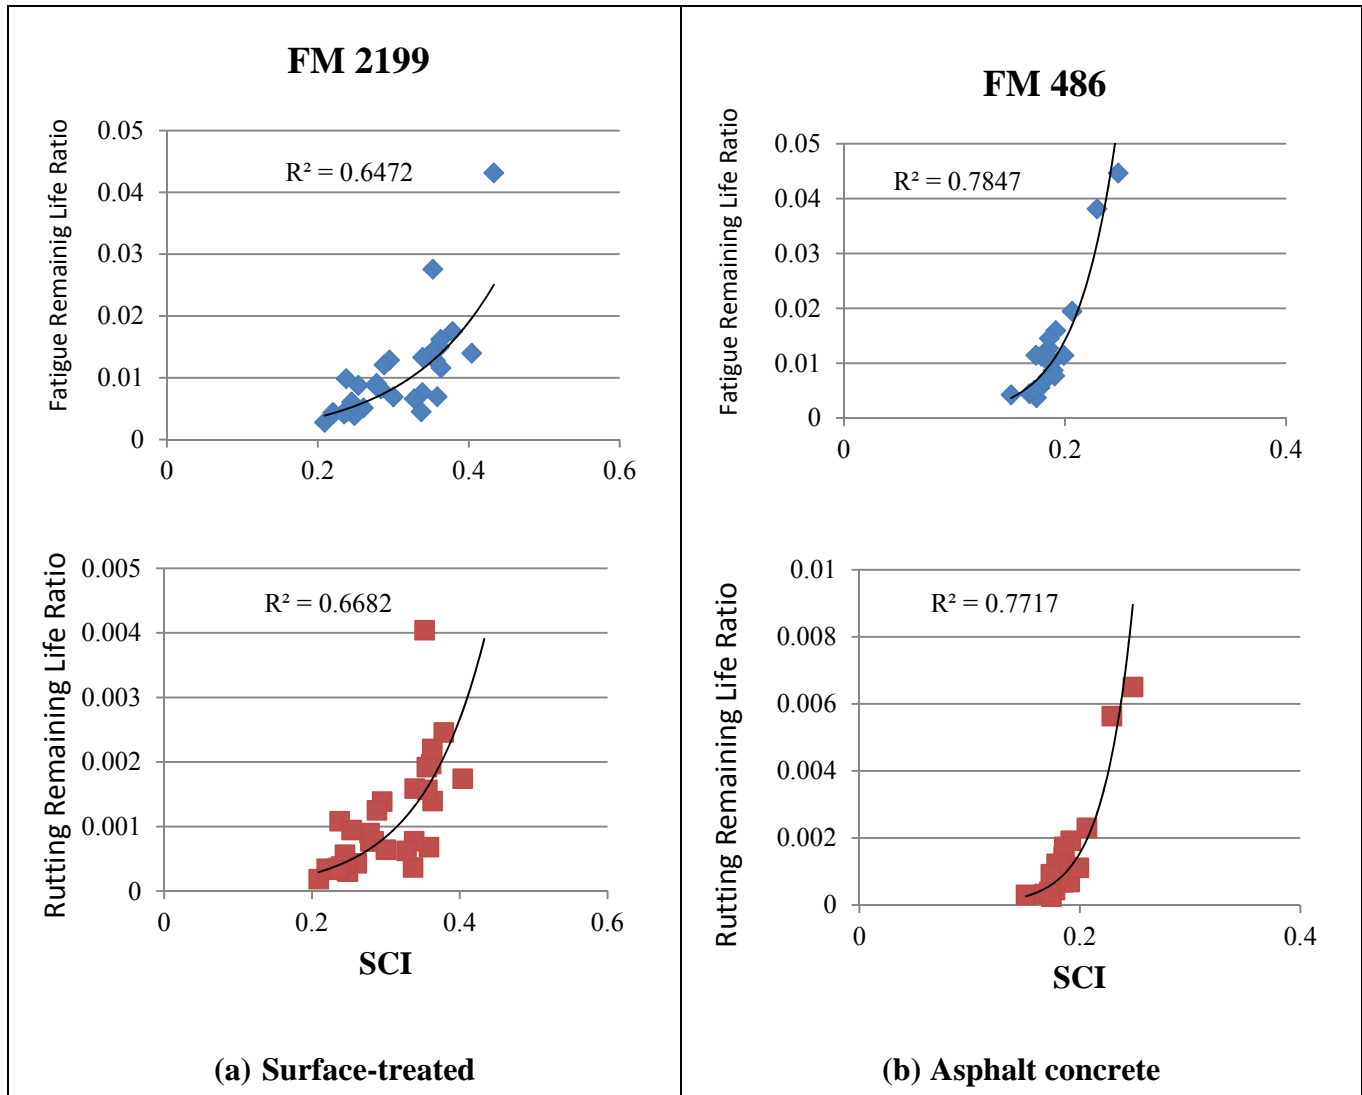 FM 2199
Fatigue Remainig Life Ratio
0.05
0.04
0.03
0.02
0.01
0
R² = 0.6472
0
0.2
0.4
0.6
Rutting Remaining Life Ratio
0.005
0.004
0.003
0.002
0.001
0
R² = 0.6682
0
0.2
0.4
0.6
SCI
(a) Surface-treated
FM 486
Fatigue Remaining Life Ratio
0.05
0.04
0.03
0.02
0.01
0
R² = 0.7847
0
0.2
0.4
Rutting Remaining Life Ratio
0.01
0.008
0.006
0.004
0.002
0
R² = 0.7717
0
0.2
0.4
SCI
(b) Asphalt concrete